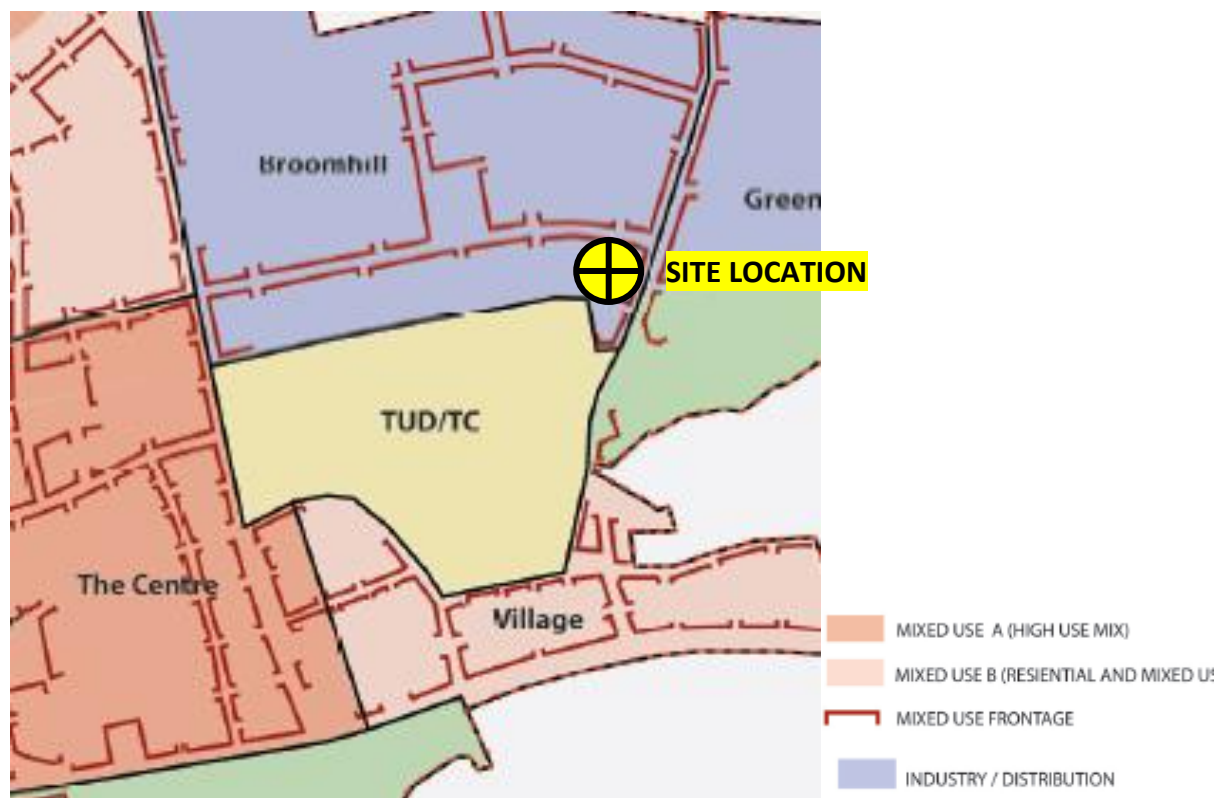 Broomhill
Green
SITE LOCATION
TUD/TC
The Centre
Village
MIXED USE A (HIGH USE MIX)
MIXED USE B (RESIENTIAL AND MIXED US
MIXED USE FRONTAGE
INDUSTRY / DISTRIBUTION